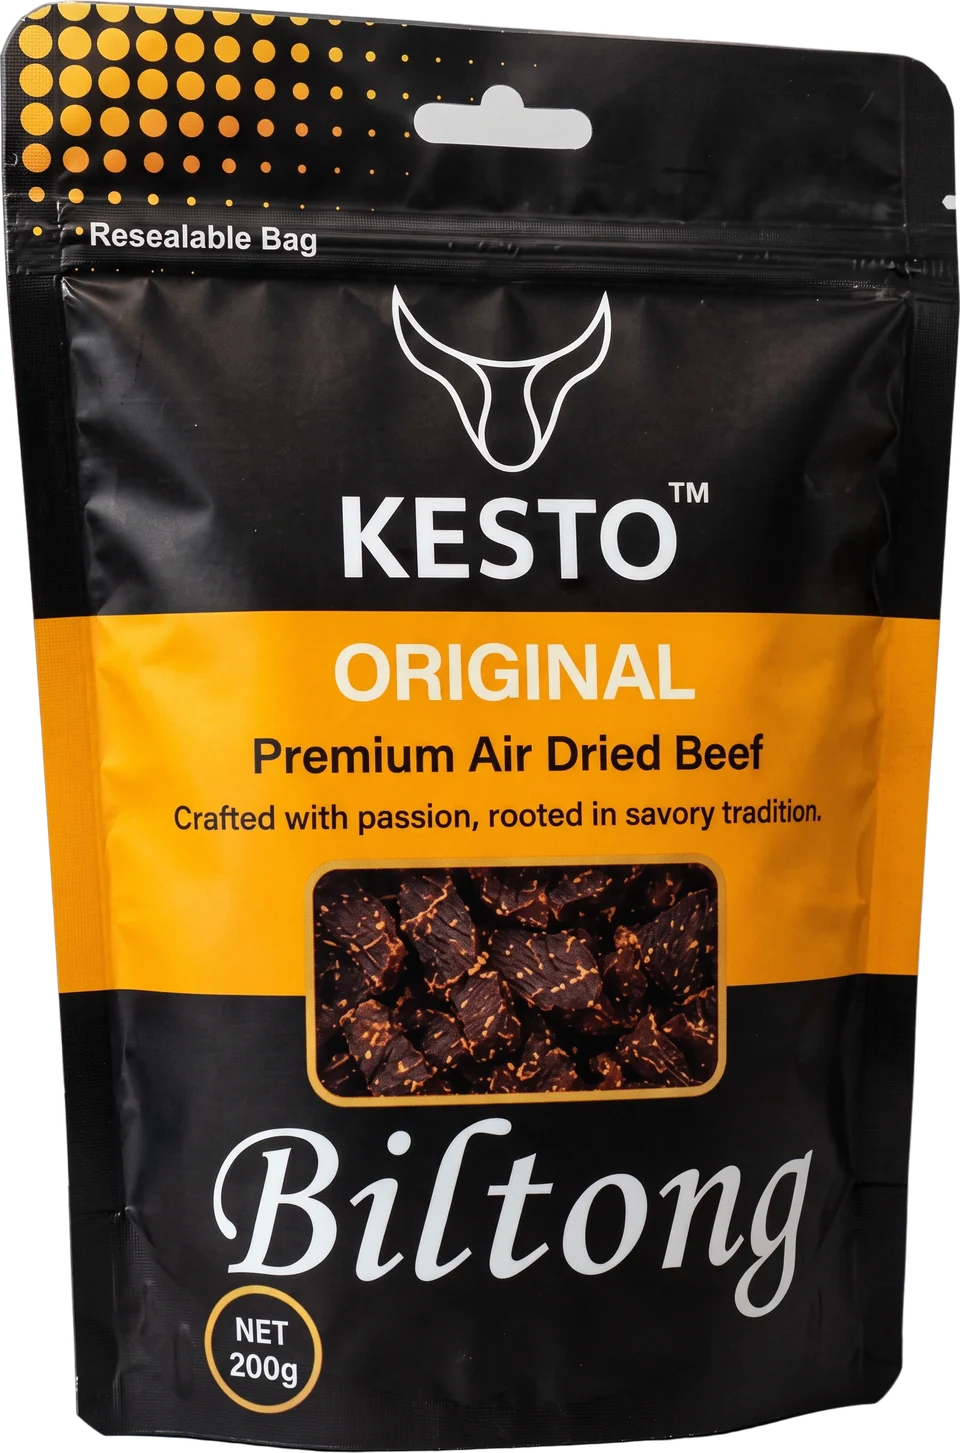 Resealable Bag
KESTO™
ORIGINAL
Premium Air Dried Beef
Crafted with passion, rooted in savory tradition.
Biltong
NET
200g